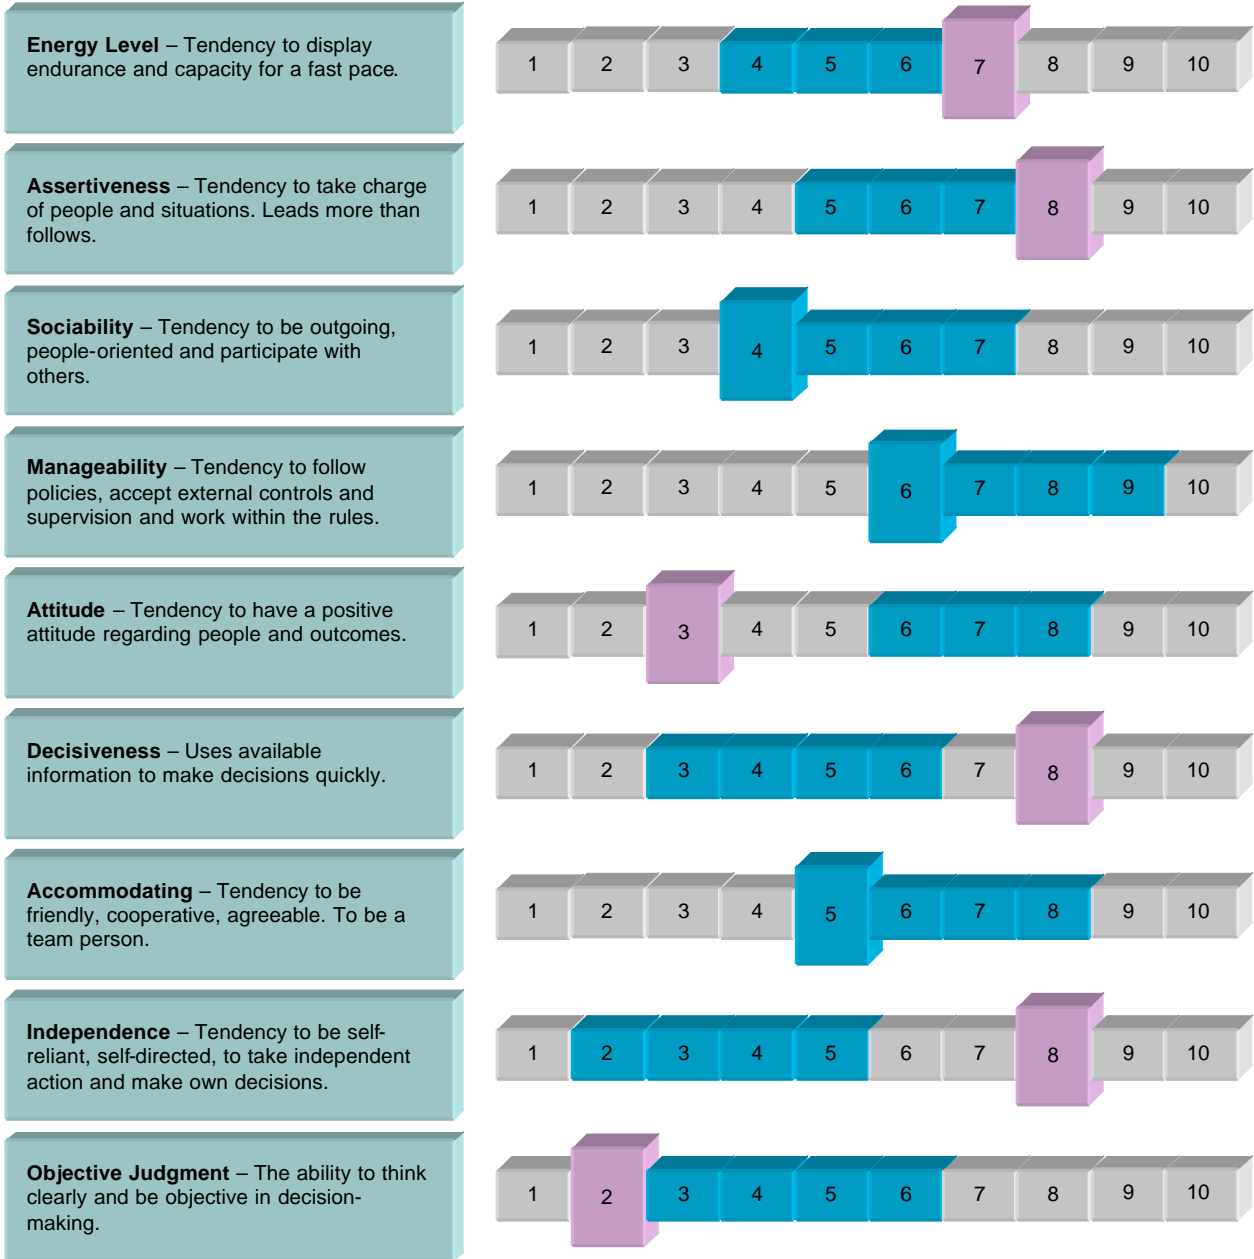 Energy Level – Tendency to display
endurance and capacity for a fast pace.
1 2 3 4 5 6 7 8 9 10
Assertiveness – Tendency to take charge
of people and situations. Leads more than
follows.
1 2 3 4 5 6 7 8 9 10
Sociability – Tendency to be outgoing,
people-oriented and participate with
others.
1 2 3 4 5 6 7 8 9 10
Manageability – Tendency to follow
policies, accept external controls and
supervision and work within the rules.
1 2 3 4 5 6 7 8 9 10
Attitude – Tendency to have a positive
attitude regarding people and outcomes.
1 2 3 4 5 6 7 8 9 10
Decisiveness – Uses available
information to make decisions quickly.
1 2 3 4 5 6 7 8 9 10
Accommodating – Tendency to be
friendly, cooperative, agreeable. To be a
team person.
1 2 3 4 5 6 7 8 9 10
Independence – Tendency to be self-
reliant, self-directed, to take independent
action and make own decisions.
1 2 3 4 5 6 7 8 9 10
Objective Judgment – The ability to think
clearly and be objective in decision-
making.
1 2 3 4 5 6 7 8 9 10